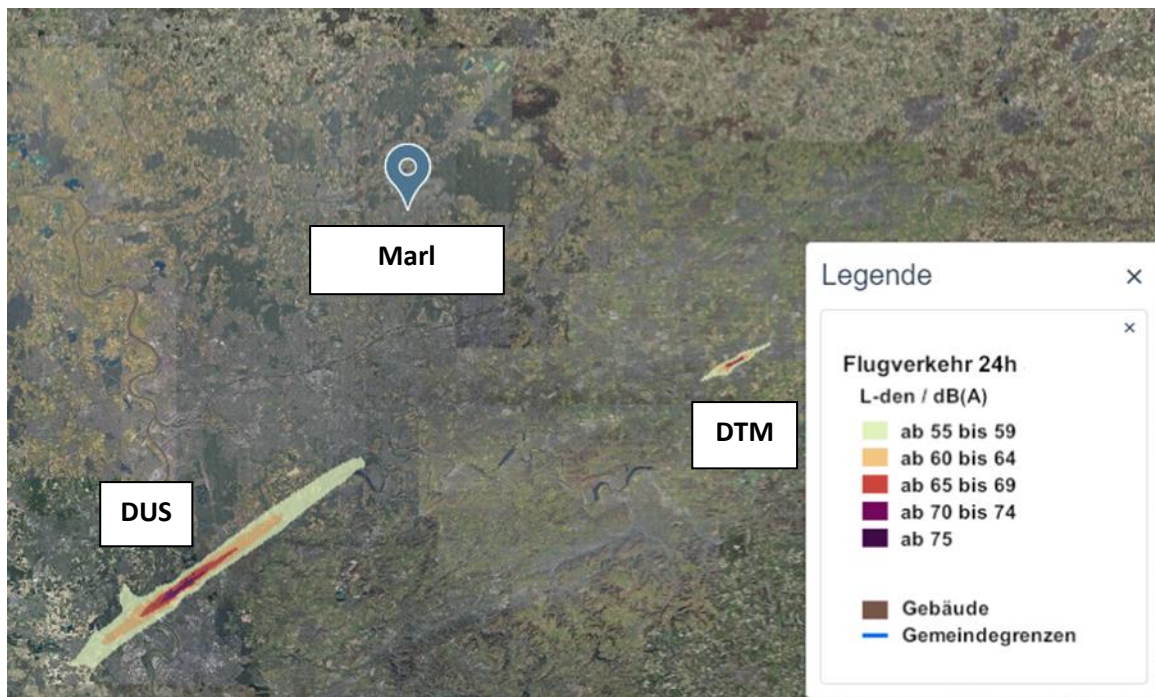 Marl
DUS
DTM
Legende ×
×
Flugverkehr 24h
L-den / dB(A)
ab 55 bis 59
ab 60 bis 64
ab 65 bis 69
ab 70 bis 74
ab 75
Gebäude
Gemeindegrenzen